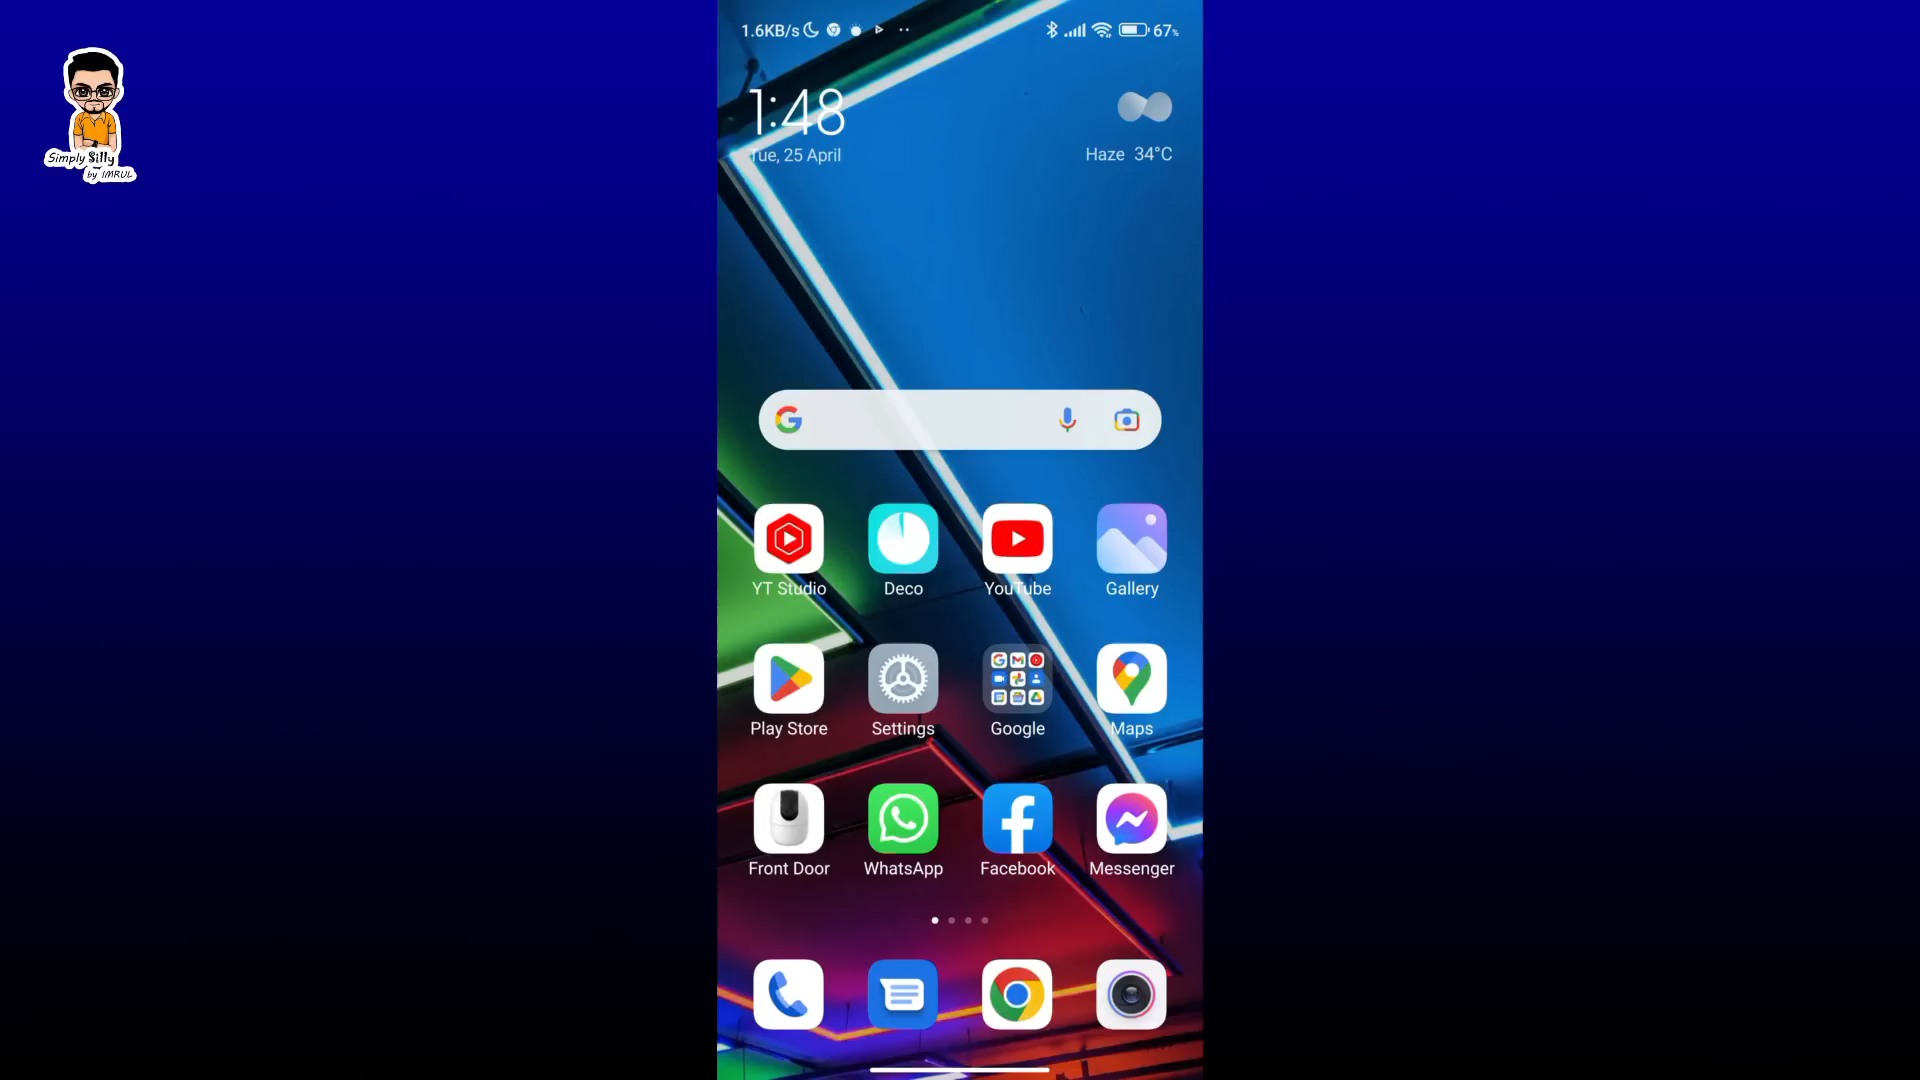 Simply Silly
by IMRUL
1.6KB/s
67%
1:48
Tue, 25 April
Haze 34°C
YT Studio
Deco
YouTube
Gallery
Play Store
Settings
Google
Maps
Front Door
WhatsApp
Facebook
Messenger